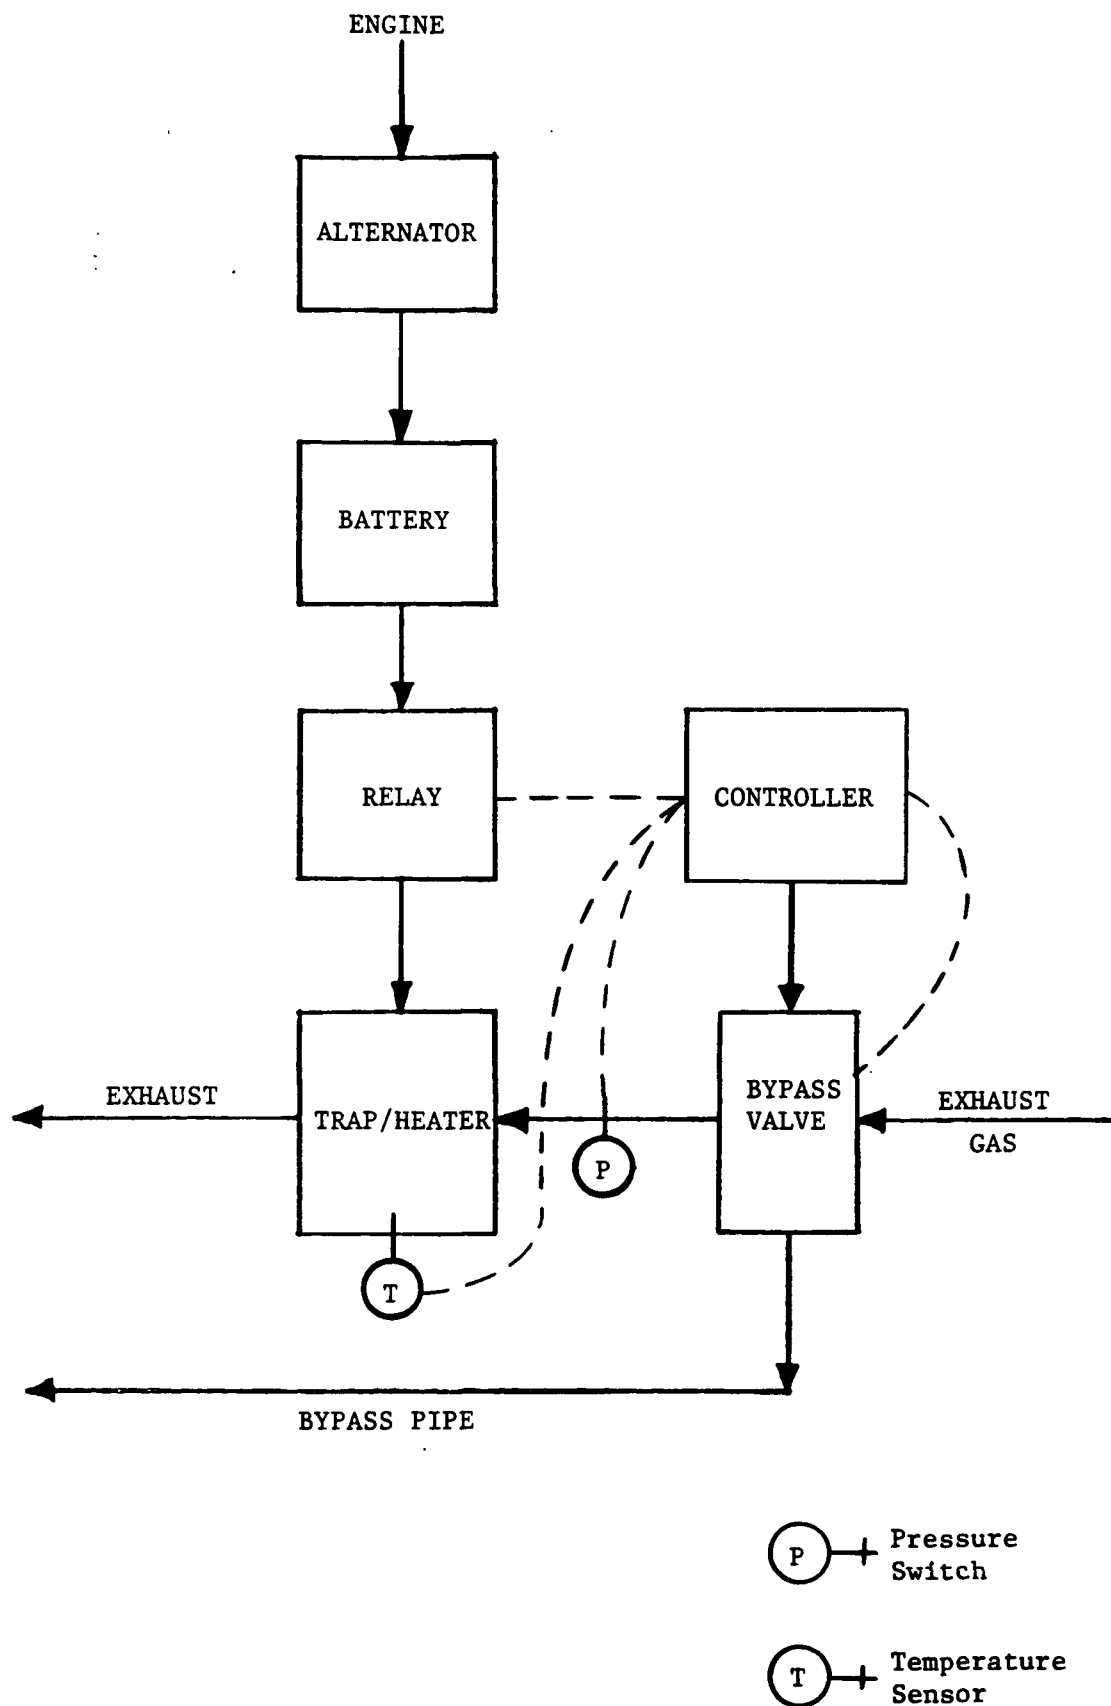 ENGINE
ALTERNATOR
BATTERY
RELAY
CONTROLLER
EXHAUST
TRAP/HEATER
BYPASS
VALVE
EXHAUST
GAS
P
T
BYPASS PIPE
P
Pressure
Switch
T
Temperature
Sensor